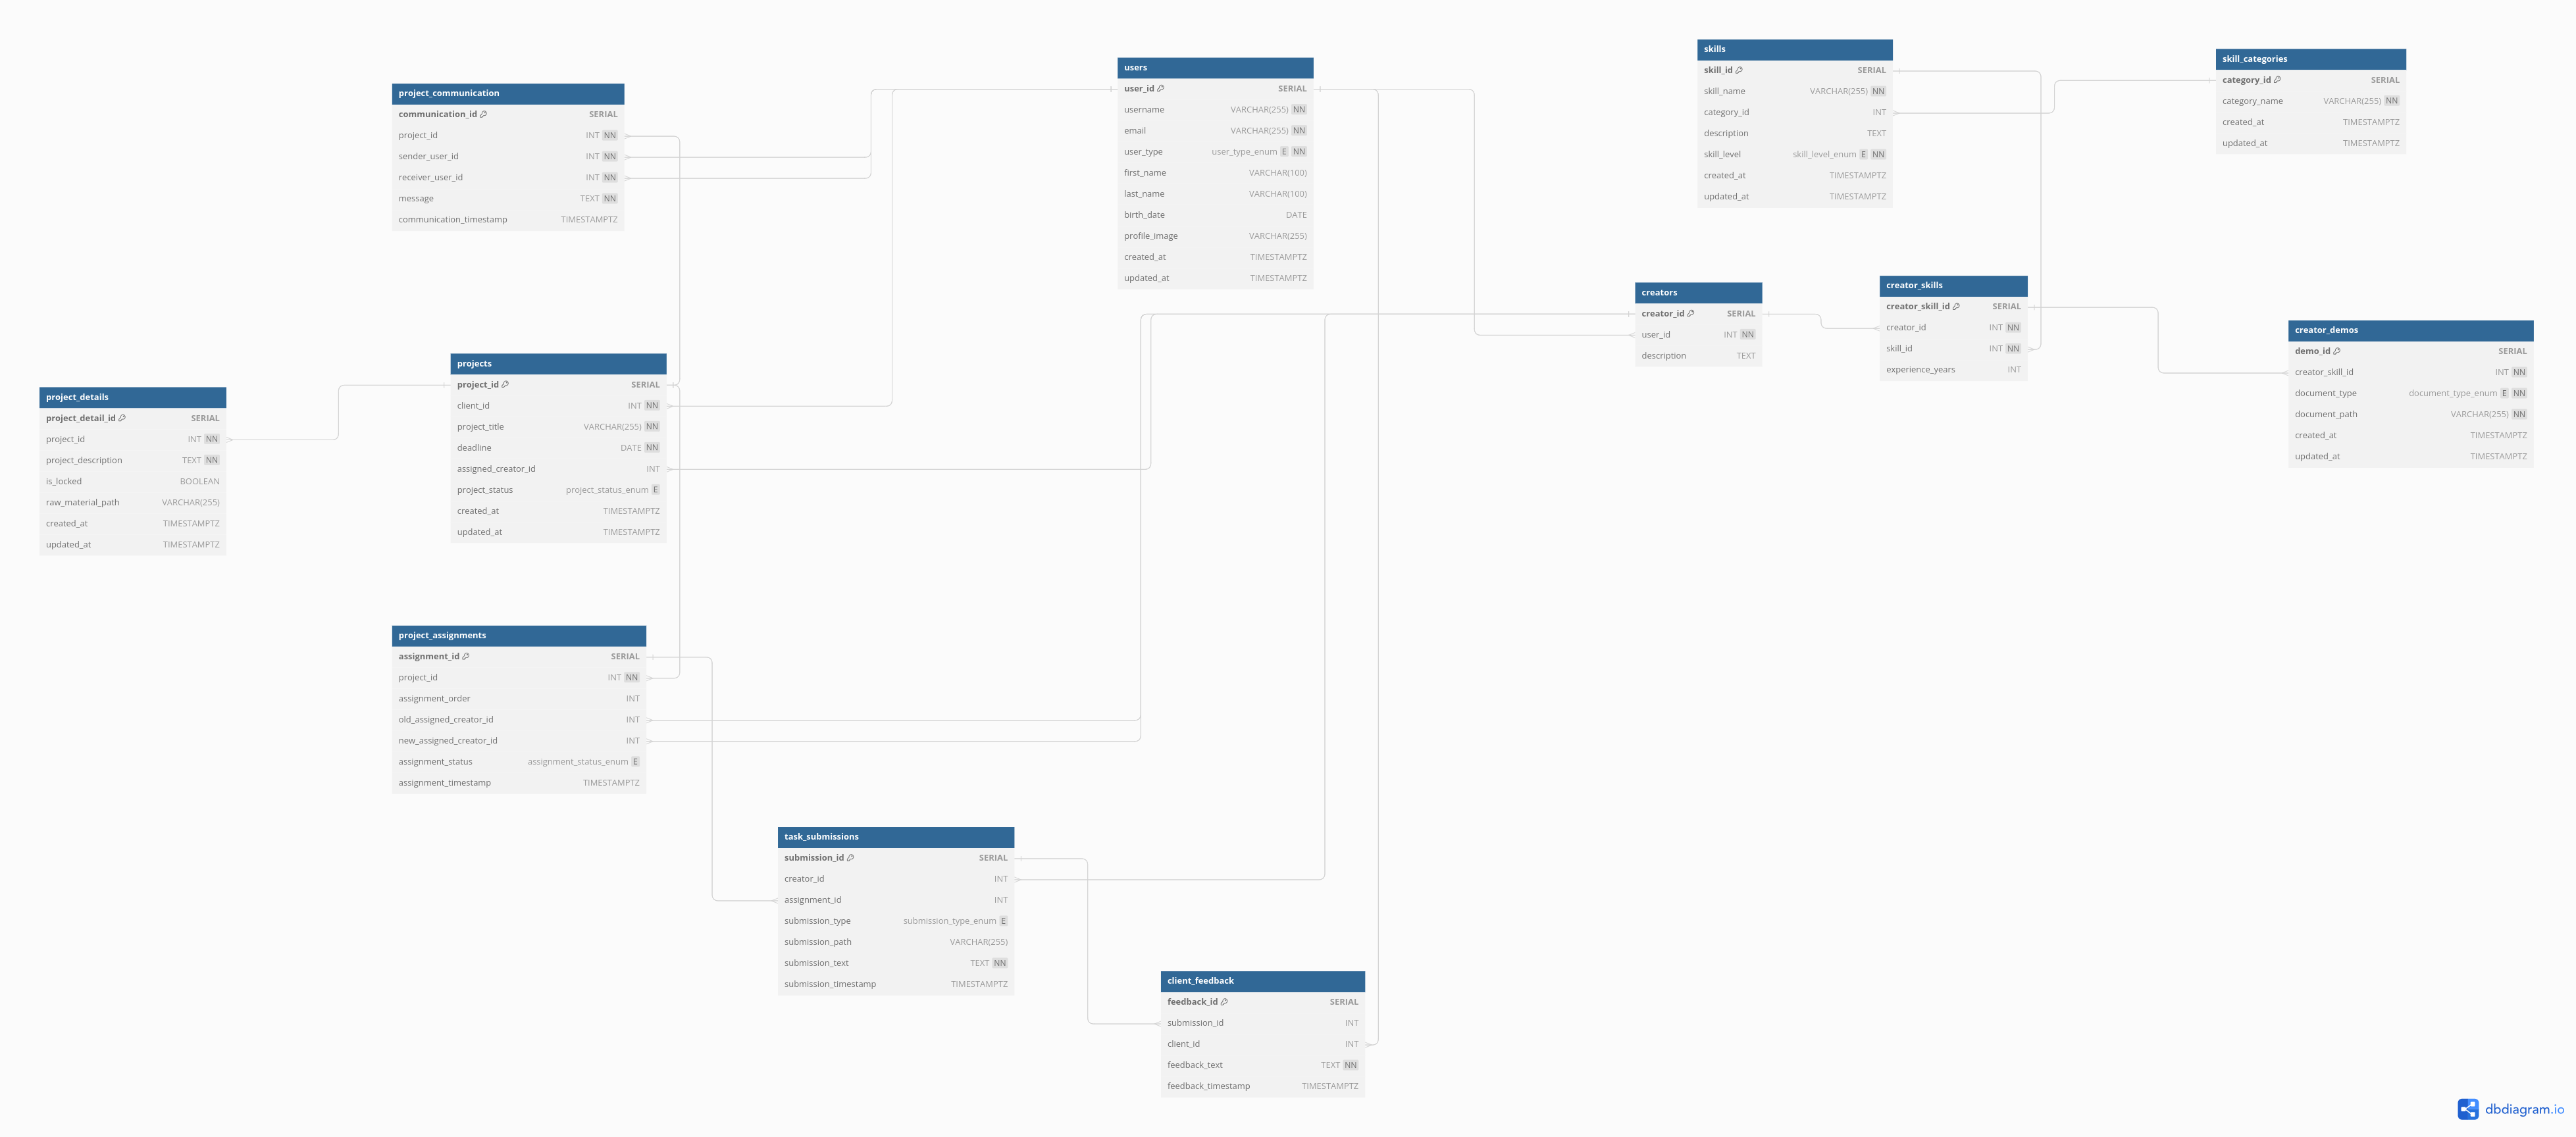 project_communication
communication_id SERIAL
project_id INT NN
sender_user_id INT NN
receiver_user_id INT NN
message TEXT NN
communication_timestamp TIMESTAMPTZ
users
user_id SERIAL
username VARCHAR(255) NN
email VARCHAR(255) NN
user_type user_type_enum E NN
first_name VARCHAR(100)
last_name VARCHAR(100)
birth_date DATE
profile_image VARCHAR(255)
created_at TIMESTAMPTZ
updated_at TIMESTAMPTZ
skills
skill_id SERIAL
skill_name VARCHAR(255) NN
category_id INT
description TEXT
skill_level skill_level_enum E NN
created_at TIMESTAMPTZ
updated_at TIMESTAMPTZ
skill_categories
category_id SERIAL
category_name VARCHAR(255) NN
created_at TIMESTAMPTZ
updated_at TIMESTAMPTZ
creators
creator_id SERIAL
user_id INT NN
description TEXT
creator_skills
creator_skill_id SERIAL
creator_id INT NN
skill_id INT NN
experience_years INT
creator_demos
demo_id SERIAL
creator_skill_id INT NN
document_type document_type_enum E NN
document_path VARCHAR(255) NN
created_at TIMESTAMPTZ
updated_at TIMESTAMPTZ
project_details
project_detail_id SERIAL
project_id INT NN
project_description TEXT NN
is_locked BOOLEAN
raw_material_path VARCHAR(255)
created_at TIMESTAMPTZ
updated_at TIMESTAMPTZ
projects
project_id SERIAL
client_id INT NN
project_title VARCHAR(255) NN
deadline DATE NN
assigned_creator_id INT
project_status project_status_enum E
created_at TIMESTAMPTZ
updated_at TIMESTAMPTZ
project_assignments
assignment_id SERIAL
project_id INT NN
assignment_order INT
old_assigned_creator_id INT
new_assigned_creator_id INT
assignment_status assignment_status_enum E
assignment_timestamp TIMESTAMPTZ
task_submissions
submission_id SERIAL
creator_id INT
assignment_id INT
submission_type submission_type_enum E
submission_path VARCHAR(255)
submission_text TEXT NN
submission_timestamp TIMESTAMPTZ
client_feedback
feedback_id SERIAL
submission_id INT
client_id INT
feedback_text TEXT NN
feedback_timestamp TIMESTAMPTZ
dbdiagram.io